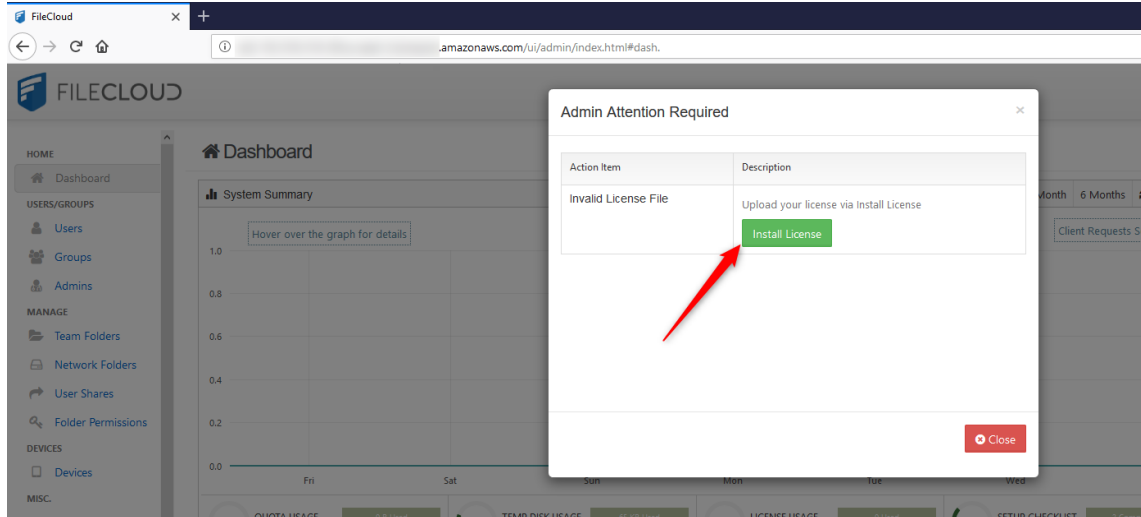 FileCloud
.amazonaws.com/ui/admin/index.html#dash.
FILECLOUD
Admin Attention Required
HOME
Dashboard
Dashboard
Action Item
Description
USERS/GROUPS
System Summary
Invalid License File
Upload your license via Install License
Month
6 Months
Users
Hover over the graph for details
Install License
Client Requests S
Groups
1.0
Admins
0.8
MANAGE
Team Folders
0.6
Network Folders
0.4
User Shares
Folder Permissions
0.2
Close
DEVICES
Devices
0.0
Fri
Sat
Sun
Mon
Tue
Wed
MISC.
QUOTA USAGE
TEMP DISK USAGE
LICENSE USAGE
SETUP CHECKLIST